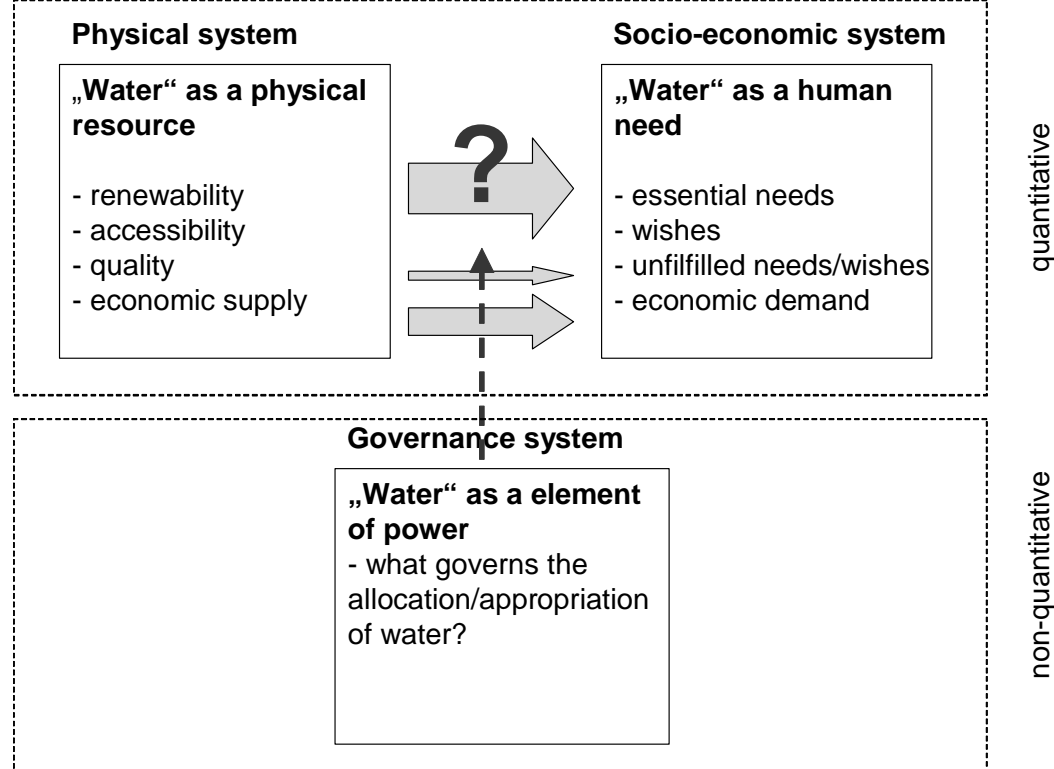 Physical system
„Water“ as a physical
resource
- renewability
- accessibility
- quality
- economic supply
?
Socio-economic system
„Water“ as a human
need
- essential needs
- wishes
- unfilfilled needs/wishes
- economic demand
quantitative
Governance system
„Water“ as a element
of power
- what governs the
allocation/appropriation
of water?
non-quantitative